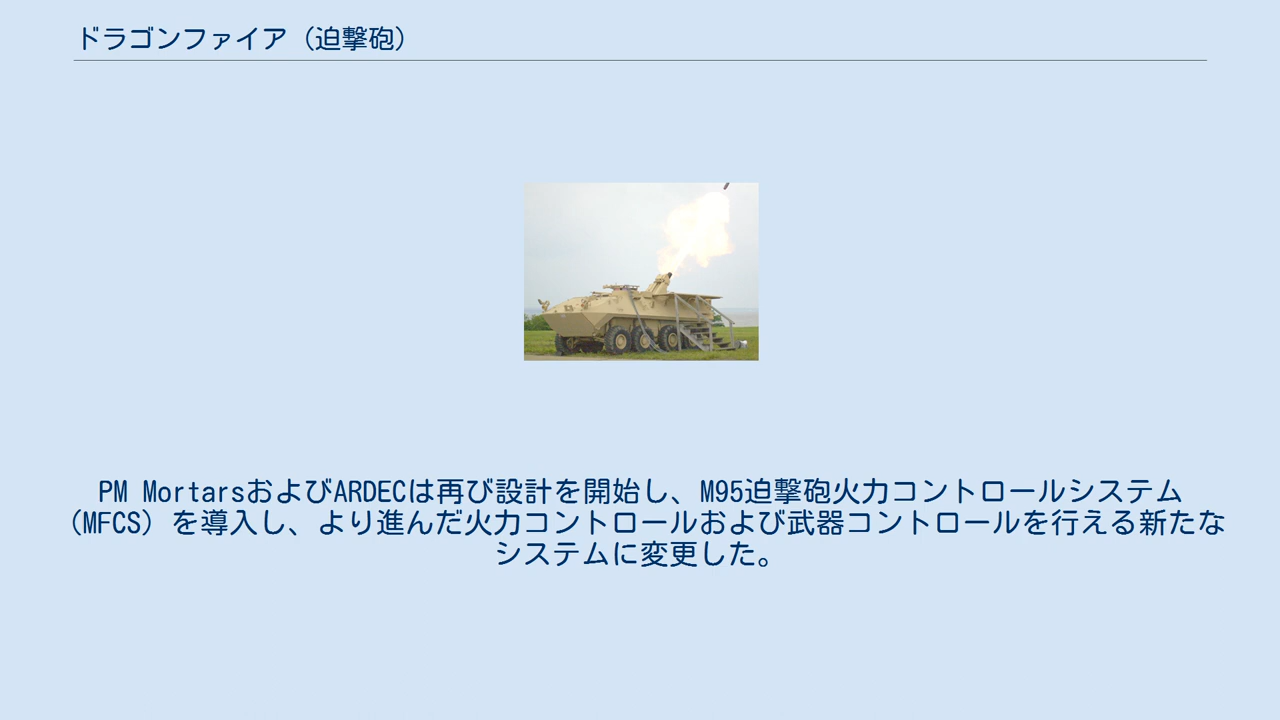 ドラゴンファイア（迫撃砲）
PM MortarsおよびARDECは再び設計を開始し、M95迫撃砲火力コントロールシステム
（MFCS）を導入し、より進んだ火力コントロールおよび武器コントロールを行える新たな
システムに変更した。